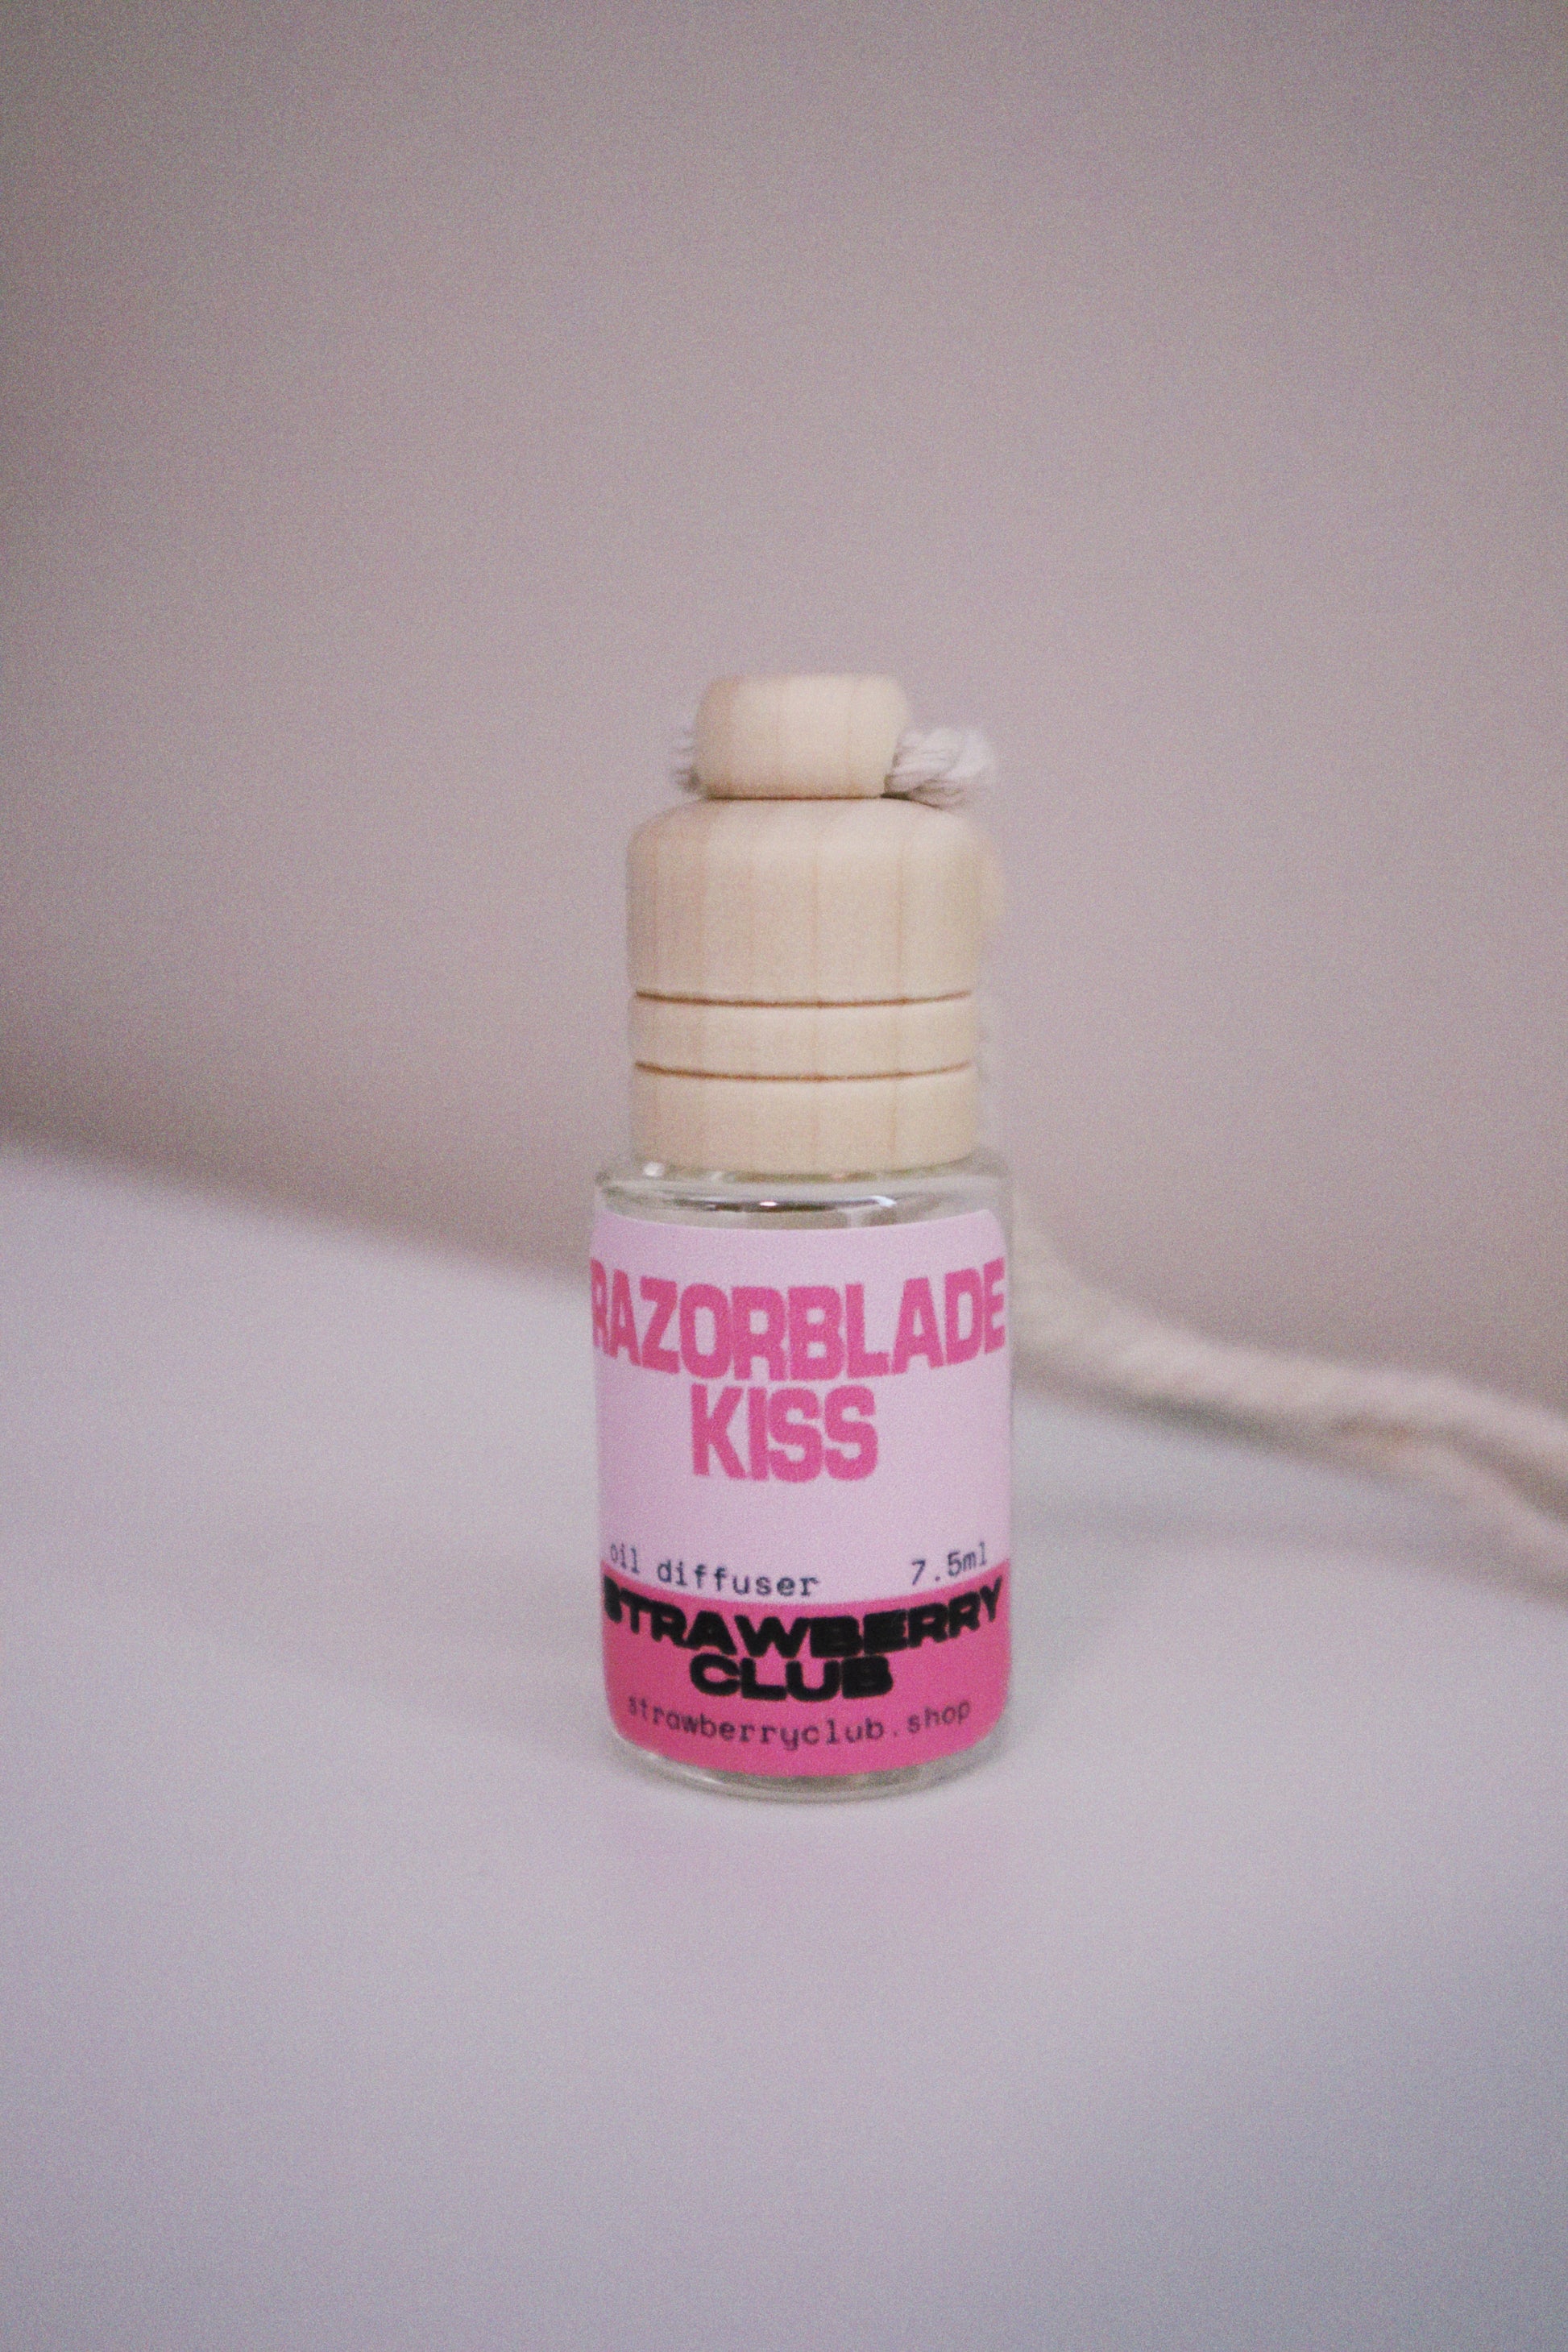 RAZORBLADE
KISS
oil diffuser 7.5ml
STRAWBERRY
CLUB
strawberryclub.shop